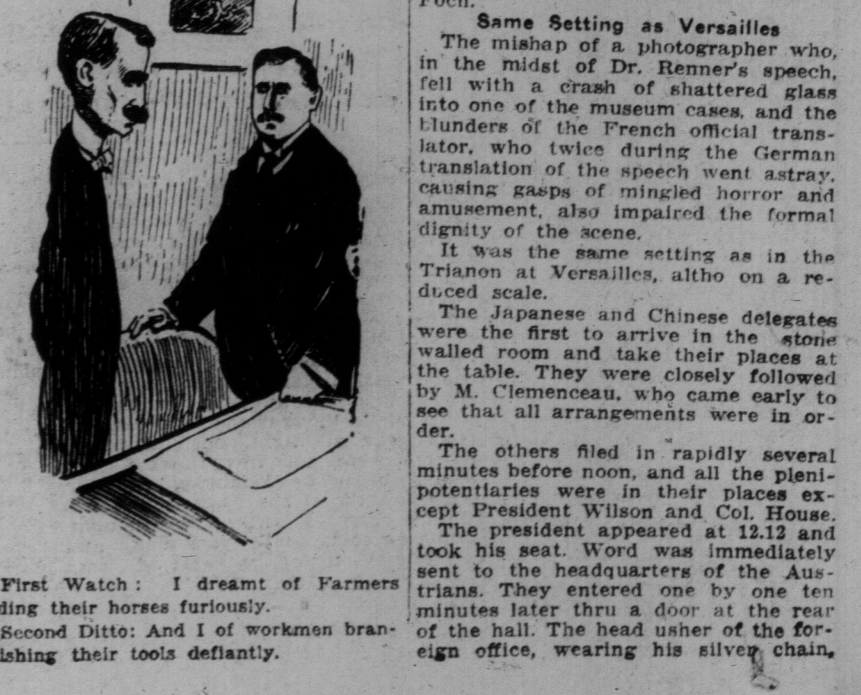 First Watch : I dreamt of Farmers
ding their horses furiously.
Second Ditto: And I of workmen bran-
ishing their tools defiantly.
Foch.
Same Setting as Versailles
The mishap of a photographer who,
in the midst of Dr. Renner's speech,
fell with a crash of shattered glass
into one of the museum cases, and the
blunders of the French official trans-
lator, who twice during the German
translation of the speech went astray,
causing gasps of mingled horror and
amusement, also impaired the formal
dignity of the scene.
It was the same setting as in the
Trianon at Versailles, altho on a re-
duced scale.
The Japanese and Chinese delegates
were the first to arrive in the stone
walled room and take their places at
the table. They were closely followed
by M. Clemenceau, who came early to
see that all arrangements were in or-
der.
The others filed in rapidly several
minutes before noon, and all the pleni-
potentiaries were in their places ex-
cept President Wilson and Col. House.
The president appeared at 12.12 and
took his seat. Word was immediately
sent to the headquarters of the Aus-
trians. They entered one by one ten
minutes later thru a door at the rear
of the hall. The head usher of the for-
eign office, wearing his silver chain,